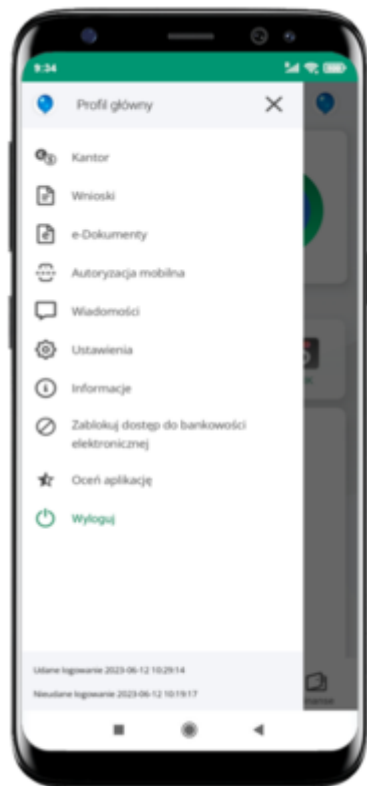 9:34
Profil główny
Kantor
Wnioski
e-Dokumenty
Autoryzacja mobilna
Wiadomości
Ustawienia
Informacje
Zablokuj dostęp do bankowości
elektronicznej
Oceń aplikację
Wyloguj
Udane logowanie 2023-06-12 10:29:14
Nieudane logowanie 2023-06-12 10:19:17